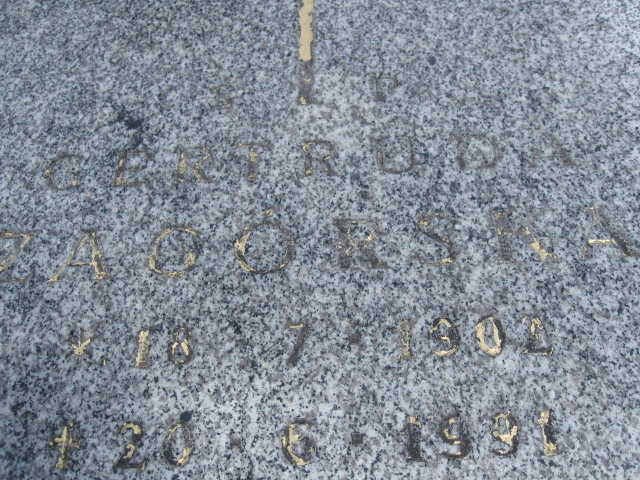 Ś P
GERTRUDA
ZAGÓRSKA
* 18 · 7 · 1902
+ 20 · 6 · 1991